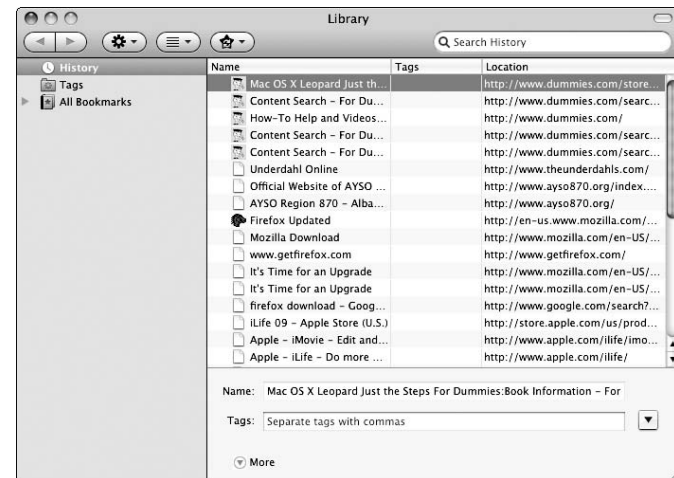 Library
Search History
History
Tags
All Bookmarks
Name Tags Location
Mac OS X Leopard Just th... http://www.dummies.com/store...
Content Search – For Du... http://www.dummies.com/searc...
How-To Help and Videos... http://www.dummies.com/
Content Search – For Du... http://www.dummies.com/searc...
Content Search – For Du... http://www.dummies.com/searc...
Underdahl Online http://www.theunderdahls.com/
Official Website of AYSO ... http://www.ayso870.org/index....
AYSO Region 870 – Alba... http://www.ayso870.org/
Firefox Updated http://en-us.www.mozilla.com/...
Mozilla Download http://www.mozilla.com/en-US/...
www.getfirefox.com http://www.getfirefox.com/
It's Time for an Upgrade http://www.mozilla.com/en-US/...
It's Time for an Upgrade http://www.mozilla.com/en-US/...
firefox download – Goog... http://www.google.com/search?...
iLife 09 – Apple Store (U.S.) http://store.apple.com/us/prod...
Apple – iMovie – Edit and... http://www.apple.com/ilife/imo...
Apple – iLife – Do more ... http://www.apple.com/ilife/
Name: Mac OS X Leopard Just the Steps For Dummies:Book Information – For
Tags: Separate tags with commas
More